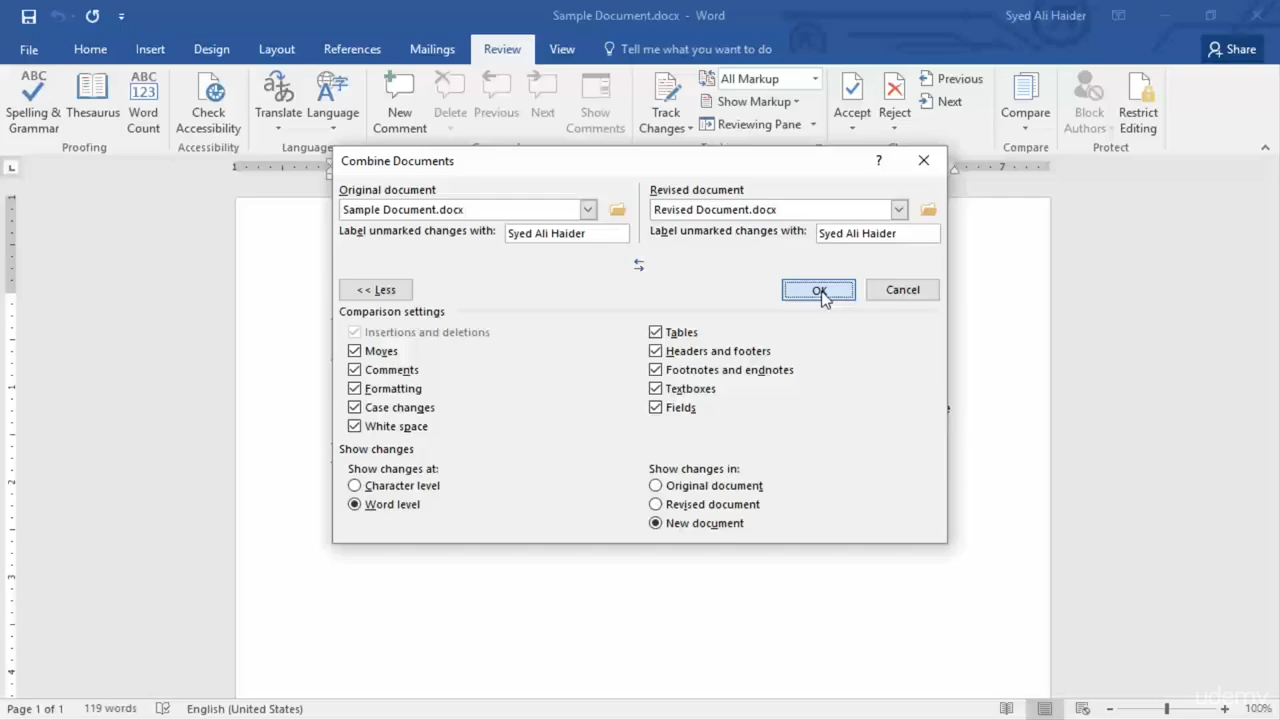 Sample Document.docx - Word
Syed Ali Haider
File Home Insert Design Layout References Mailings Review View Tell me what you want to do Share
ABC
Spelling &
Grammar
Thesaurus
ABC
123
Word
Count
Check
Accessibility
Translate
Language
New
Comment
Delete
Previous
Next
Show
Comments
Track
Changes
All Markup
Show Markup
Reviewing Pane
Accept
Reject
Previous
Next
Compare
Block
Authors
Restrict
Editing
Proofing
Accessibility
Compare
Protect
Combine Documents
?
Original document
Revised document
Sample Document.docx
Revised Document.docx
Label unmarked changes with: Syed Ali Haider
Label unmarked changes with: Syed Ali Haider
<< Less
OK
Cancel
Comparison settings
Insertions and deletions
Moves
Comments
Formatting
Case changes
White space
Tables
Headers and footers
Footnotes and endnotes
Textboxes
Fields
Show changes
Show changes at:
Character level
Word level
Show changes in:
Original document
Revised document
New document
Page 1 of 1 119 words English (United States) 100%
udemy